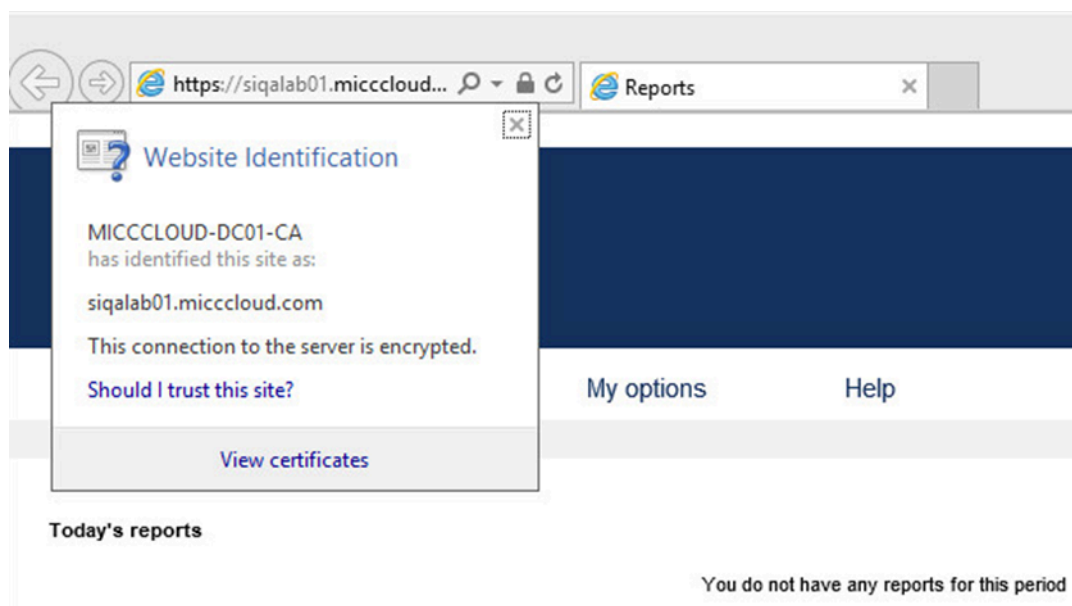 https://siqalab01.micccloud...
Reports
Website Identification
MICCCLOUD-DC01-CA
has identified this site as:
siqalab01.micccloud.com
This connection to the server is encrypted.
Should I trust this site?
View certificates
My options
Help
Today's reports
You do not have any reports for this period